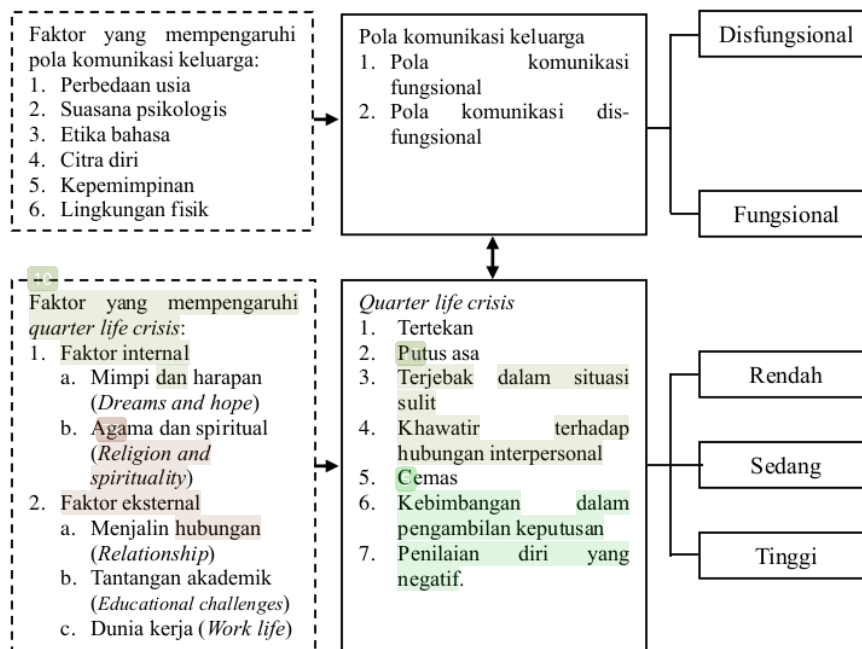 Faktor yang mempengaruhi
pola komunikasi keluarga:
1. Perbedaan usia
2. Suasana psikologis
3. Etika bahasa
4. Citra diri
5. Kepemimpinan
6. Lingkungan fisik
Pola komunikasi keluarga
1. Pola komunikasi
fungsional
2. Pola komunikasi dis-
fungsional
Disfungsional
Fungsional
Faktor yang mempengaruhi
quarter life crisis:
1. Faktor internal
a. Mimpi dan harapan
(Dreams and hope)
b. Agama dan spiritual
(Religion and
spirituality)
2. Faktor eksternal
a. Menjalin hubungan
(Relationship)
b. Tantangan akademik
(Educational challenges)
c. Dunia kerja (Work life)
Quarter life crisis
1. Tertekan
2. Putus asa
3. Terjebak dalam situasi
sulit
4. Khawatir terhadap
hubungan interpersonal
5. Cemas
6. Kebimbangan dalam
pengambilan keputusan
7. Penilaian diri yang
negatif.
Rendah
Sedang
Tinggi